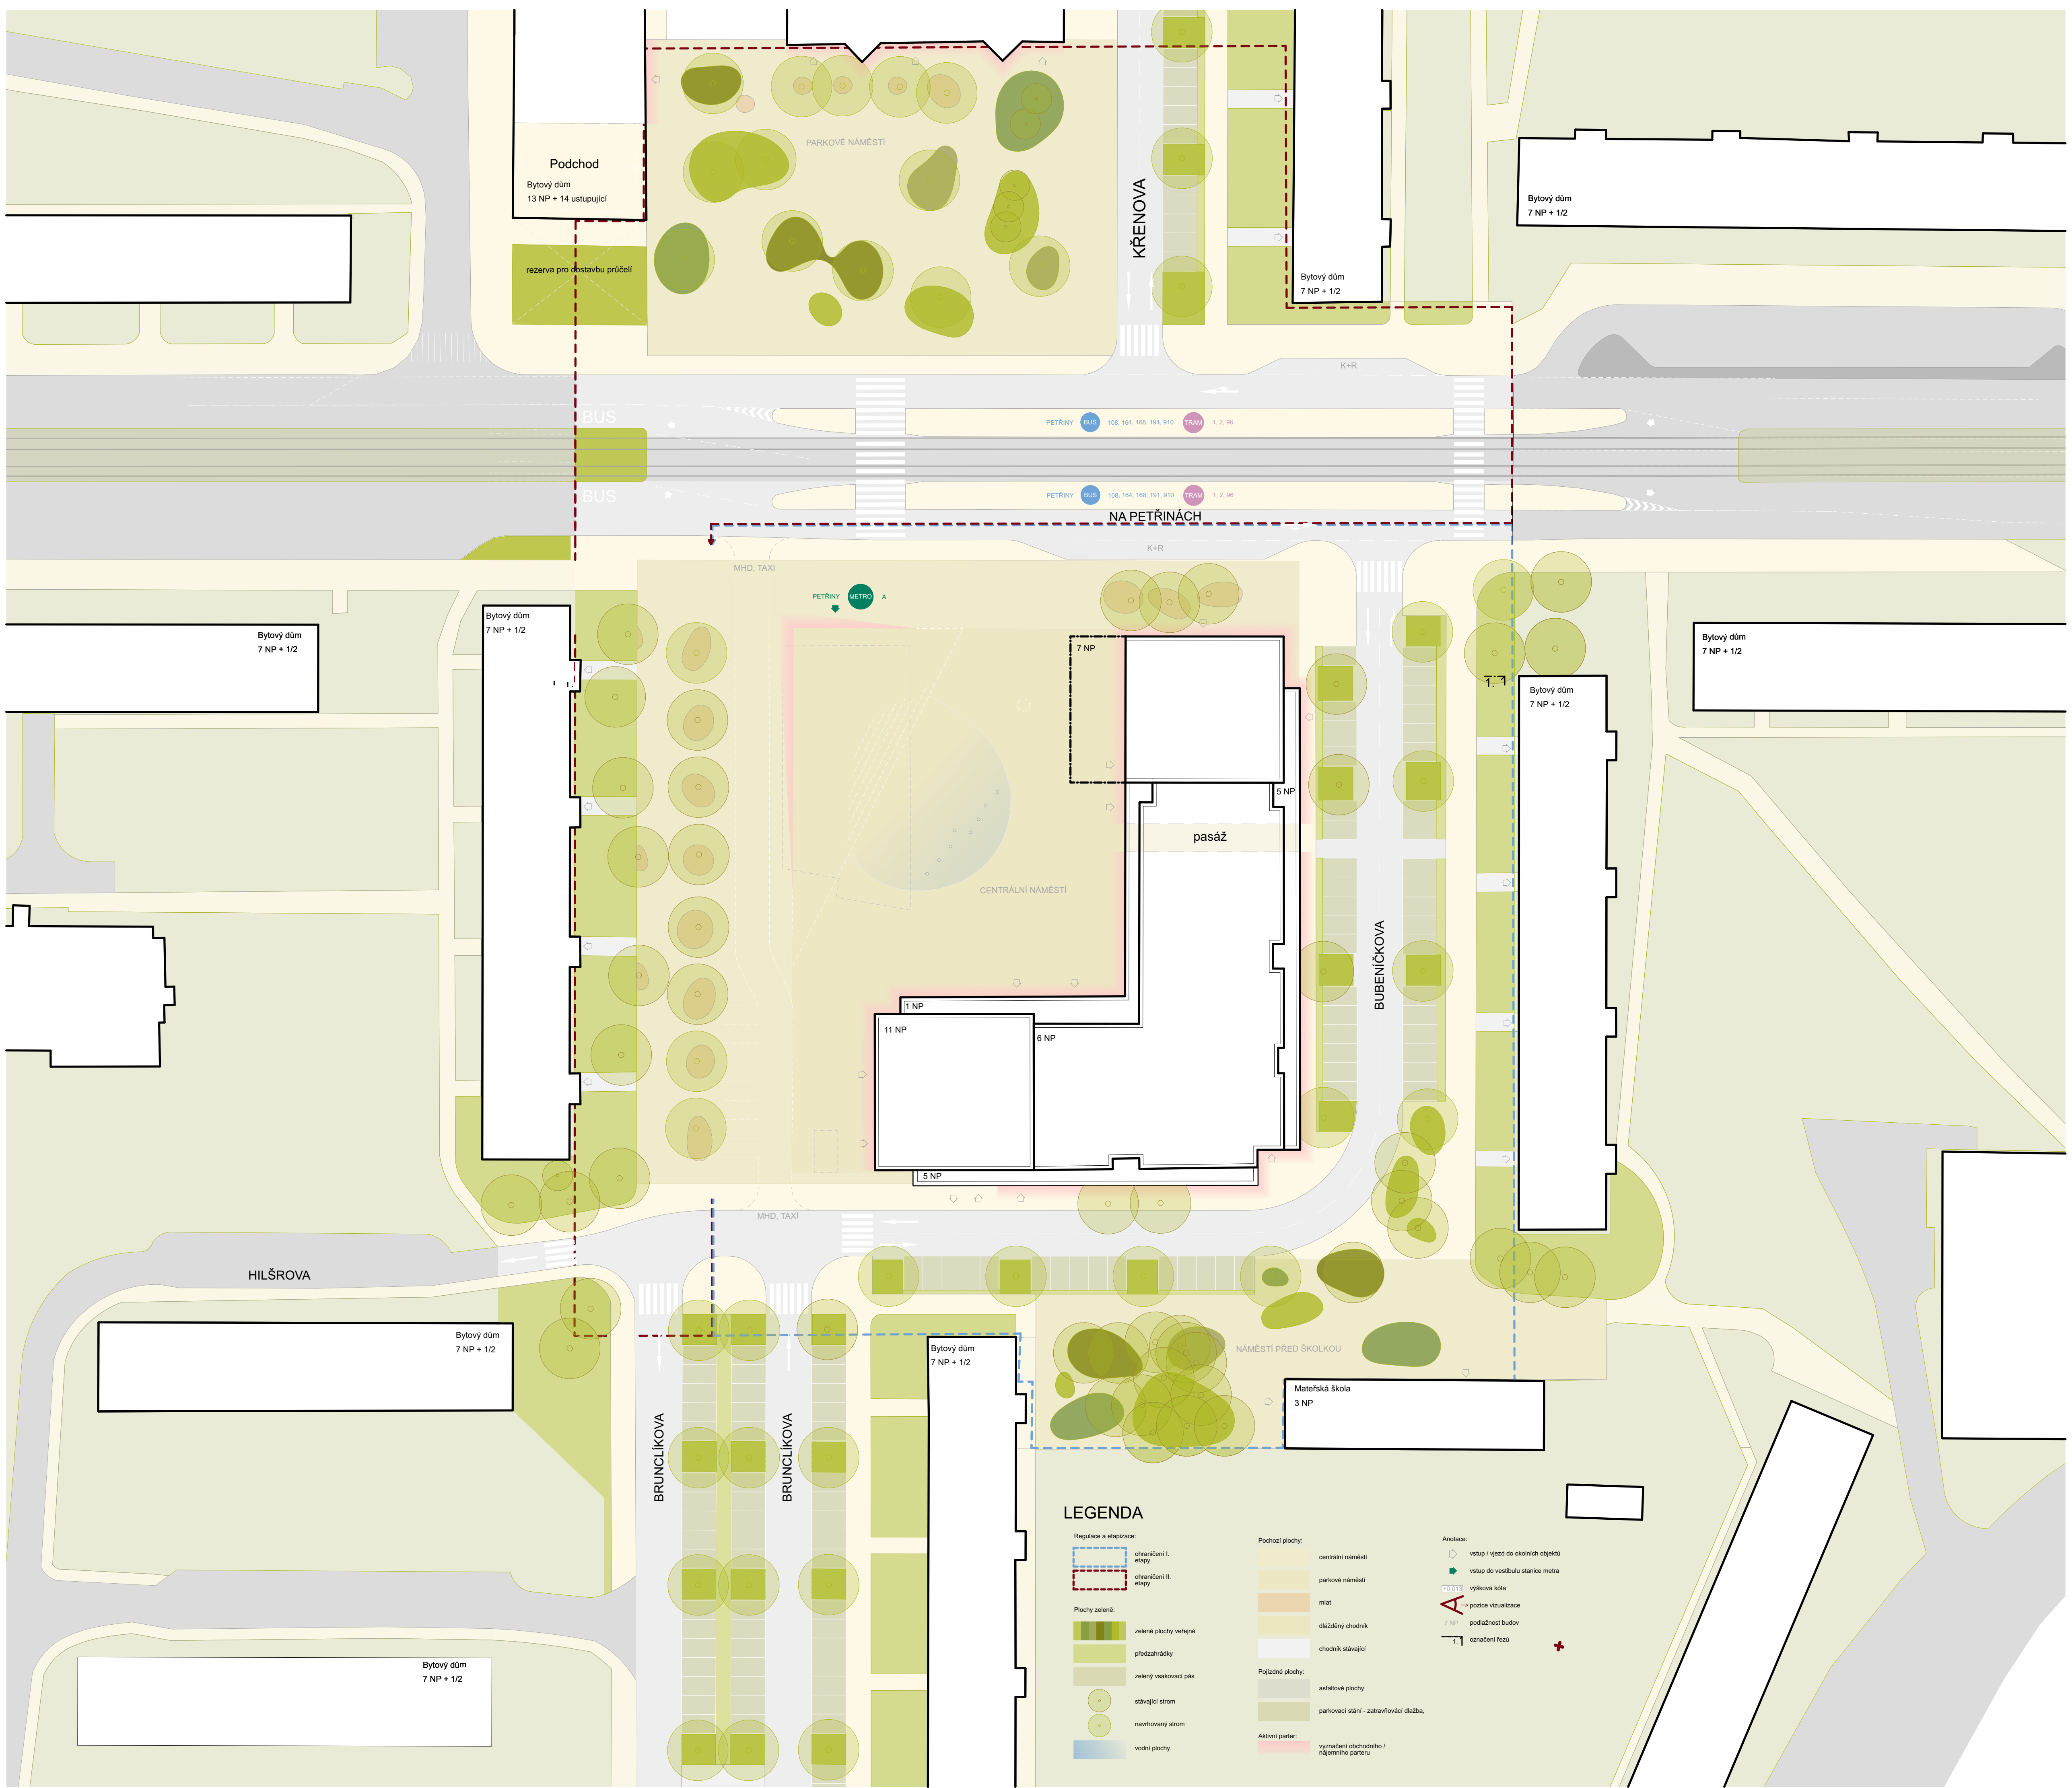 Podchod
Bytový dům
13 NP + 14 ustupující
rezerva pro dostavbu průčelí
PARKOVÉ NÁMĚSTÍ
KŘENOVA
Bytový dům
7 NP + 1/2
Bytový dům
7 NP + 1/2
K+R
BUS
PETŘINY BUS 108, 164, 168, 191, 910 TRAM 1, 2, 96
BUS
PETŘINY BUS 108, 164, 168, 191, 910 TRAM 1, 2, 96
NA PETŘINÁCH
K+R
MHD, TAXI
PETŘINY METRO A
Bytový dům
7 NP + 1/2
Bytový dům
7 NP + 1/2
7 NP
5 NP
pasáž
CENTRÁLNÍ NÁMĚSTÍ
1 NP
11 NP
6 NP
5 NP
BUBENÍČKOVA
1. 1
Bytový dům
7 NP + 1/2
Bytový dům
7 NP + 1/2
MHD, TAXI
HILŠROVA
Bytový dům
7 NP + 1/2
BRUNCLÍKOVA
BRUNCLÍKOVA
Bytový dům
7 NP + 1/2
NÁMĚSTÍ PŘED ŠKOLKOU
Mateřská škola
3 NP
Bytový dům
7 NP + 1/2
LEGENDA
Regulace a etapizace:
ohraničení I.
etapy
ohraničení II.
etapy
Plochy zeleně:
zelené plochy veřejné
předzahrádky
zelený vsakovací pás
stávající strom
navrhovaný strom
vodní plochy
Pochozí plochy:
centrální náměstí
parkové náměstí
mlat
dlážděný chodník
chodník stávající
Pojízdné plochy:
asfaltové plochy
parkovací stání - zatravňovácí dlažba,
Aktivní parter:
vyznačení obchodního /
nájemního parteru
Anotace:
vstup / vjezd do okolních objektů
vstup do vestibulu stanice metra
výšková kóta
pozice vizualizace
7 NP podlažnost budov
1. označení řezů